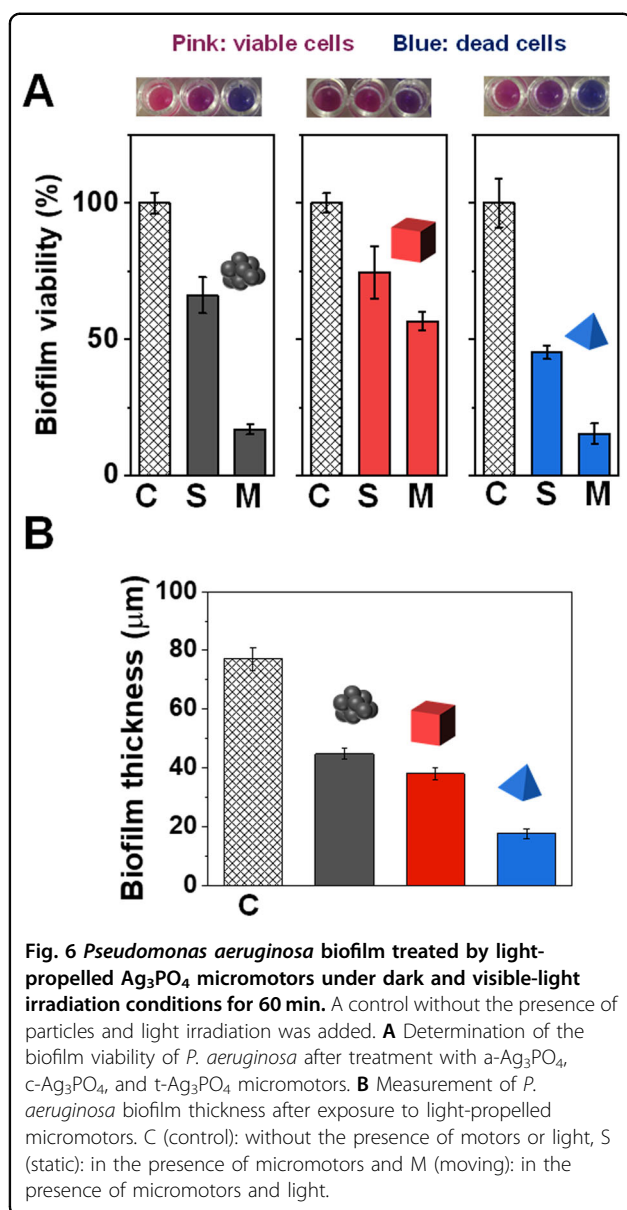 Pink: viable cells Blue: dead cells
A
Biofilm viability (%)
100
50
0
C S M C S M C S M
B
Biofilm thickness (μm)
100
80
60
40
20
0
C
Fig. 6 Pseudomonas aeruginosa biofilm treated by light-
propelled Ag₃PO₄ micromotors under dark and visible-light
irradiation conditions for 60 min. A control without the presence of
particles and light irradiation was added. A Determination of the
biofilm viability of P. aeruginosa after treatment with a-Ag₃PO₄,
c-Ag₃PO₄, and t-Ag₃PO₄ micromotors. B Measurement of P.
aeruginosa biofilm thickness after exposure to light-propelled
micromotors. C (control): without the presence of motors or light, S
(static): in the presence of micromotors and M (moving): in the
presence of micromotors and light.